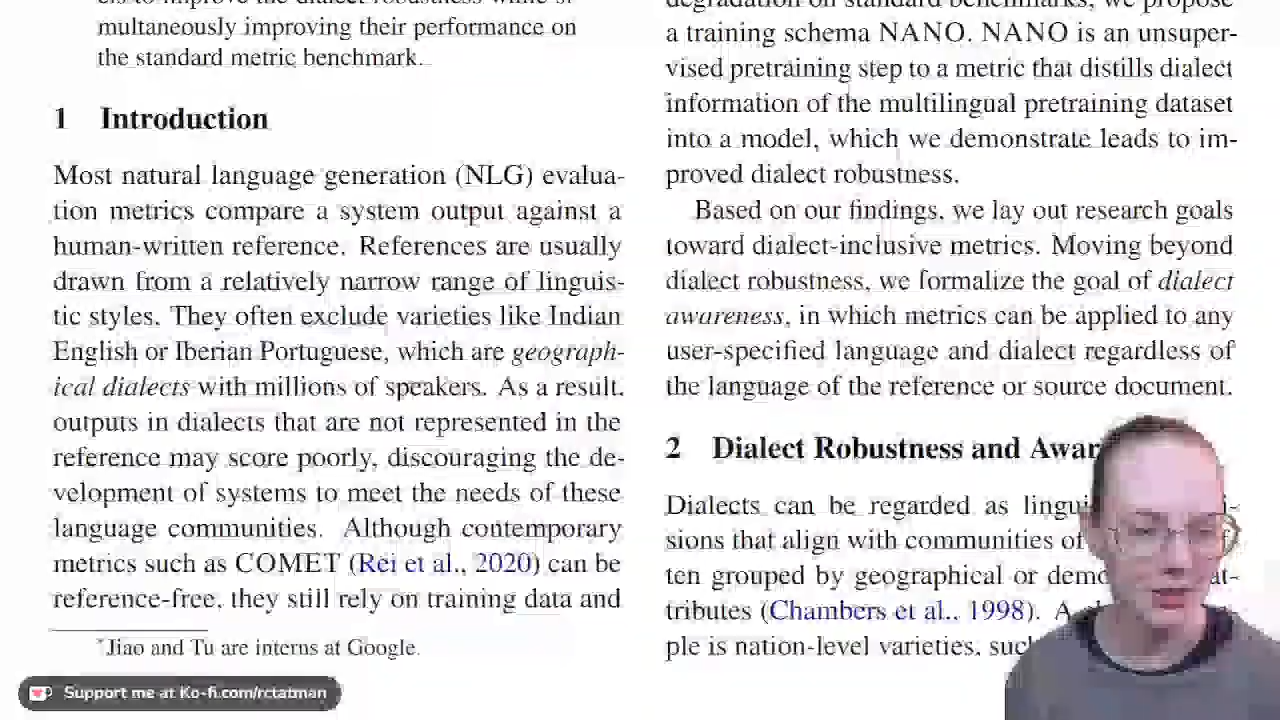 multaneously improving their performance on
the standard metric benchmark.
1 Introduction
Most natural language generation (NLG) evalua-
tion metrics compare a system output against a
human-written reference. References are usually
drawn from a relatively narrow range of linguis-
tic styles. They often exclude varieties like Indian
English or Iberian Portuguese, which are geograph-
ical dialects with millions of speakers. As a result,
outputs in dialects that are not represented in the
reference may score poorly, discouraging the de-
velopment of systems to meet the needs of these
language communities. Although contemporary
metrics such as COMET (Rei et al., 2020) can be
reference-free, they still rely on training data and
*Jiao and Tu are interns at Google.
degradation on standard benchmarks, we propose
a training schema NANO. NANO is an unsuper-
vised pretraining step to a metric that distills dialect
information of the multilingual pretraining dataset
into a model, which we demonstrate leads to im-
proved dialect robustness.
Based on our findings, we lay out research goals
toward dialect-inclusive metrics. Moving beyond
dialect robustness, we formalize the goal of dialect
awareness, in which metrics can be applied to any
user-specified language and dialect regardless of
the language of the reference or source document.
2 Dialect Robustness and Awar
Dialects can be regarded as lingui
sions that align with communities of
ten grouped by geographical or demo at-
tributes (Chambers et al., 1998). A
ple is nation-level varieties, suc
Support me at Ko-fi.com/rctatman